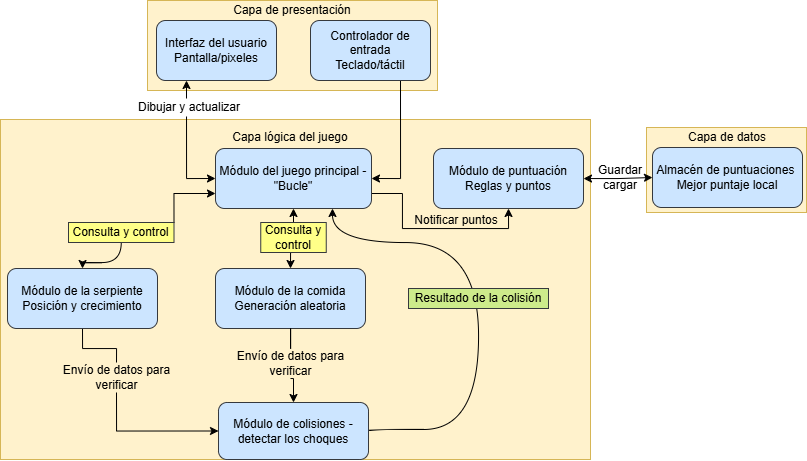 Capa de presentación
Interfaz del usuario
Pantalla/pixeles
Controlador de
entrada
Teclado/táctil
Dibujar y actualizar
Capa lógica del juego
Módulo del juego principal -
"Bucle"
Módulo de puntuación
Reglas y puntos
Guardar
cargar
Capa de datos
Almacén de puntuaciones
Mejor puntaje local
Notificar puntos
Consulta y control
Consulta y
control
Módulo de la serpiente
Posición y crecimiento
Módulo de la comida
Generación aleatoria
Resultado de la colisión
Envío de datos para
verificar
Envío de datos para
verificar
Módulo de colisiones -
detectar los choques